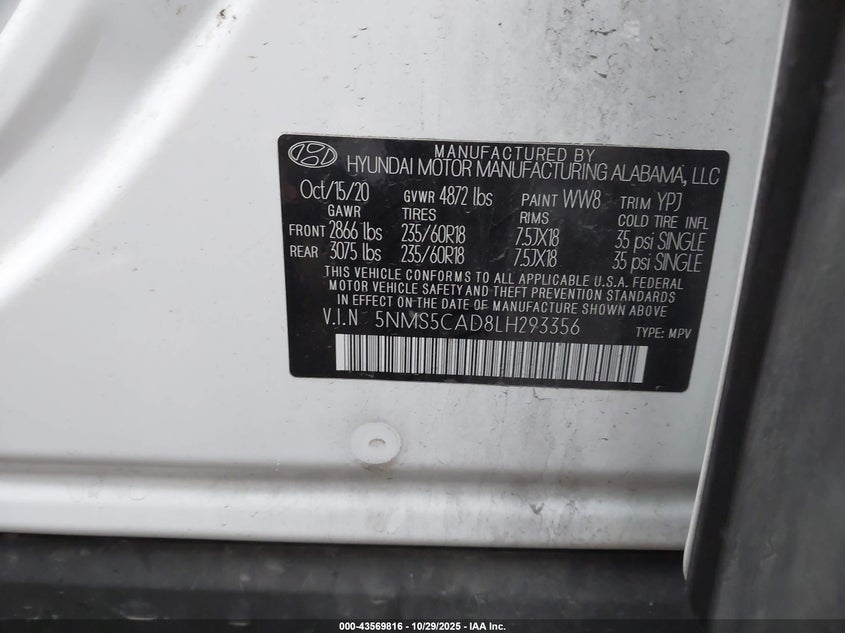 MANUFACTURED BY
HYUNDAI MOTOR MANUFACTURING ALABAMA, LLC
Oct/15/20 GVWR 4872 lbs PAINT WW8 TRIM YPJ
GAWR TIRES RIMS COLD TIRE INFL
FRONT 2866 lbs 235/60R18 7.5JX18 35 psi SINGLE
REAR 3075 lbs 235/60R18 7.5JX18 35 psi SINGLE
THIS VEHICLE CONFORMS TO ALL APPLICABLE U.S.A. FEDERAL
MOTOR VEHICLE SAFETY AND THEFT PREVENTION STANDARDS
IN EFFECT ON THE DATE OF MANUFACTURE SHOWN ABOVE
V.I.N 5NMS5CAD8LH293356 TYPE: MPV
000-43569816 - 10/29/2025 - IAA Inc.